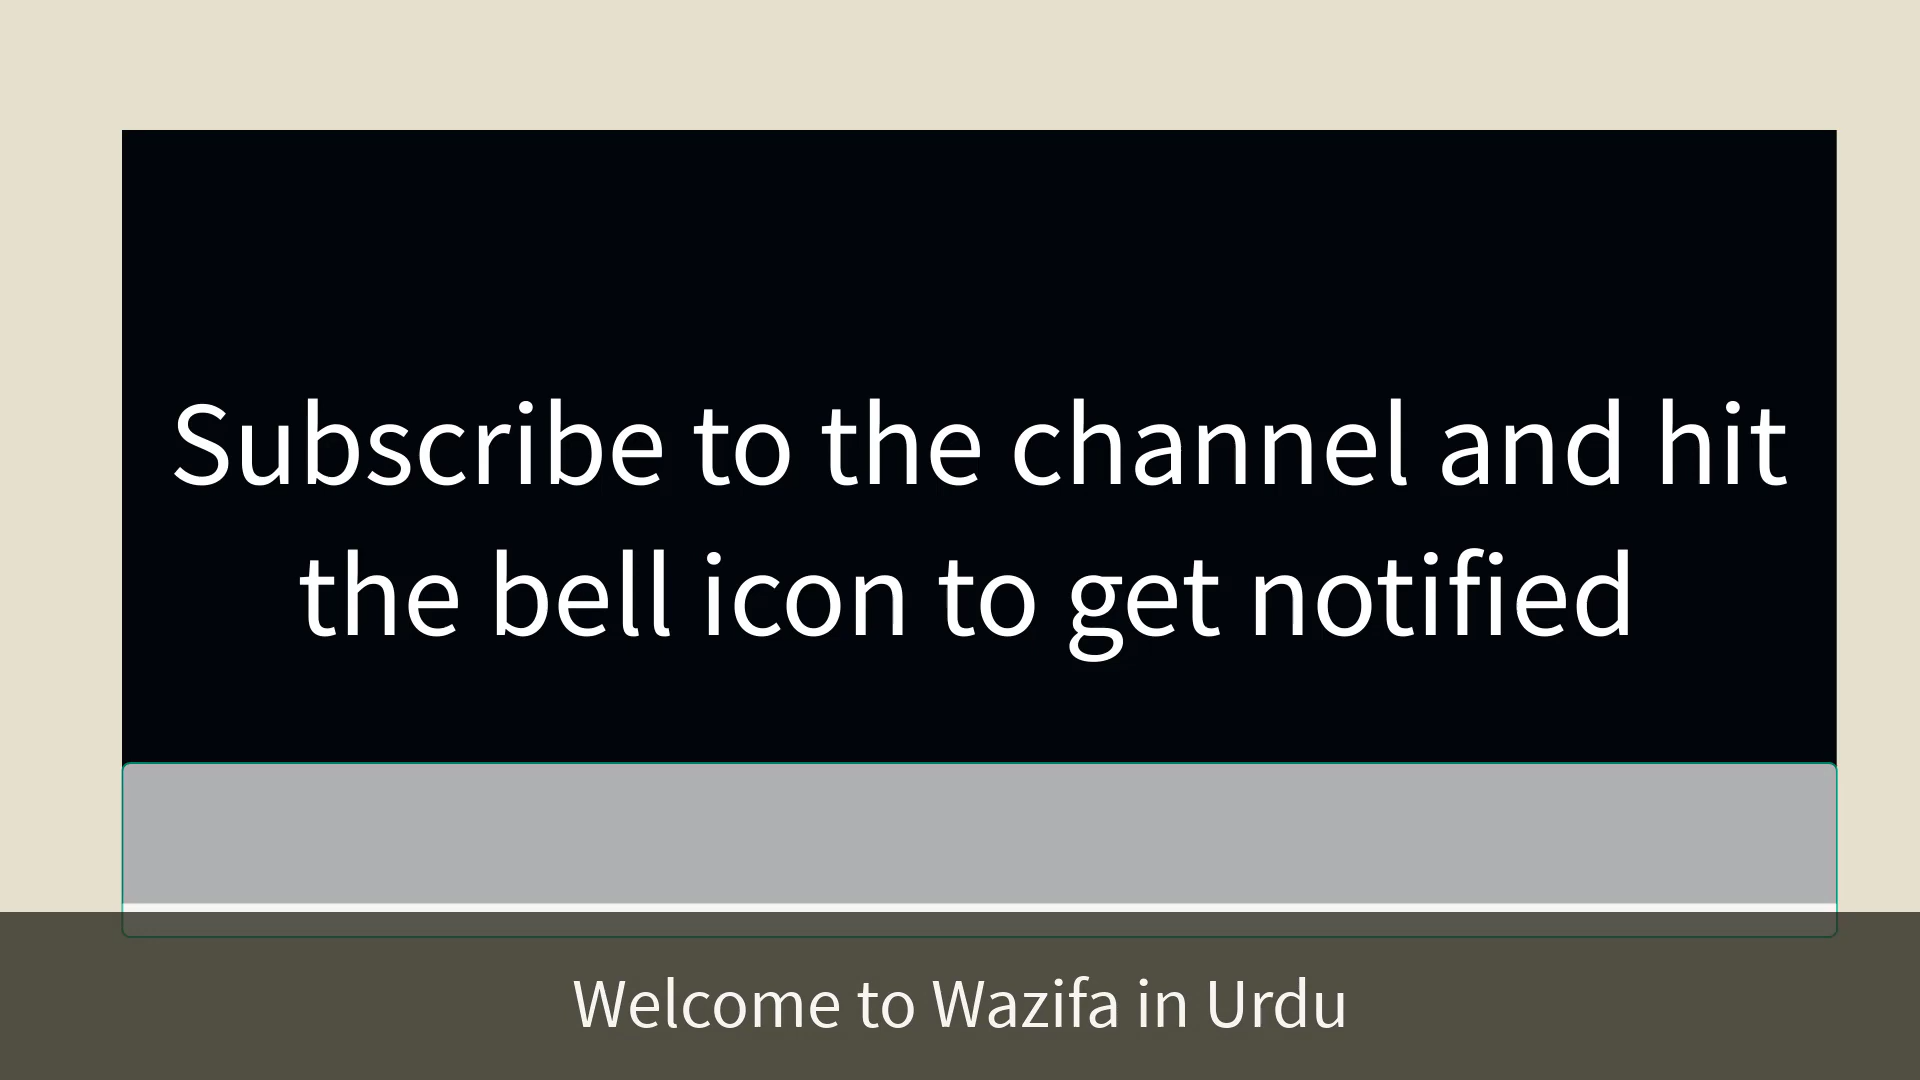 Subscribe to the channel and hit
the bell icon to get notified
Welcome to Wazifa in Urdu